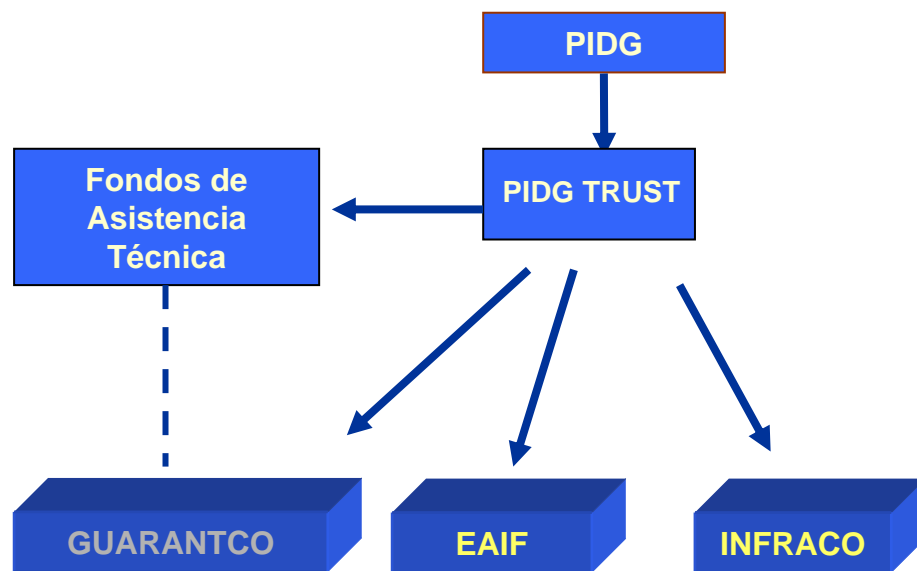 PIDG
PIDG TRUST
Fondos de
Asistencia
Técnica
GUARANTCO
EAIF
INFRACO